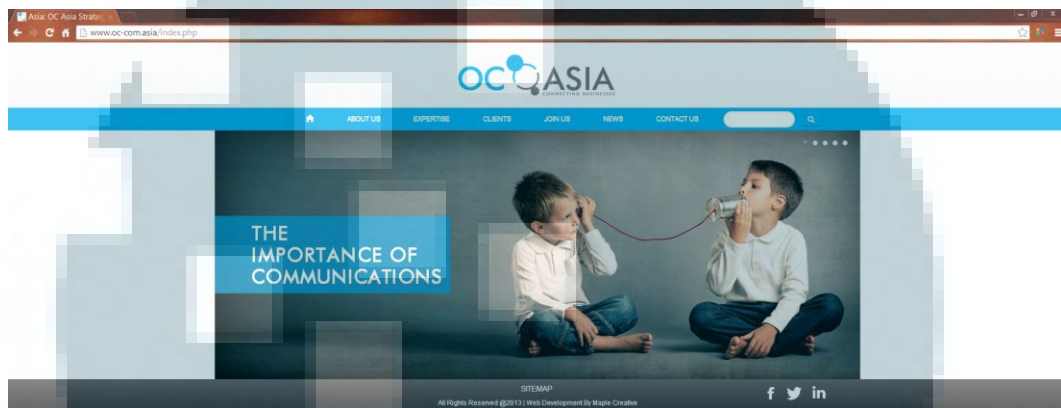 Asia: OC Asia Strate
www.oc-com.asia/index.php
OC ASIA
CONNECTING BUSINESSES
ABOUT US EXPERTISE CLIENTS JOIN US NEWS CONTACT US
THE
IMPORTANCE OF
COMMUNICATIONS
SITEMAP
All Rights Reserved @2013 | Web Development By Maple Creative
f in